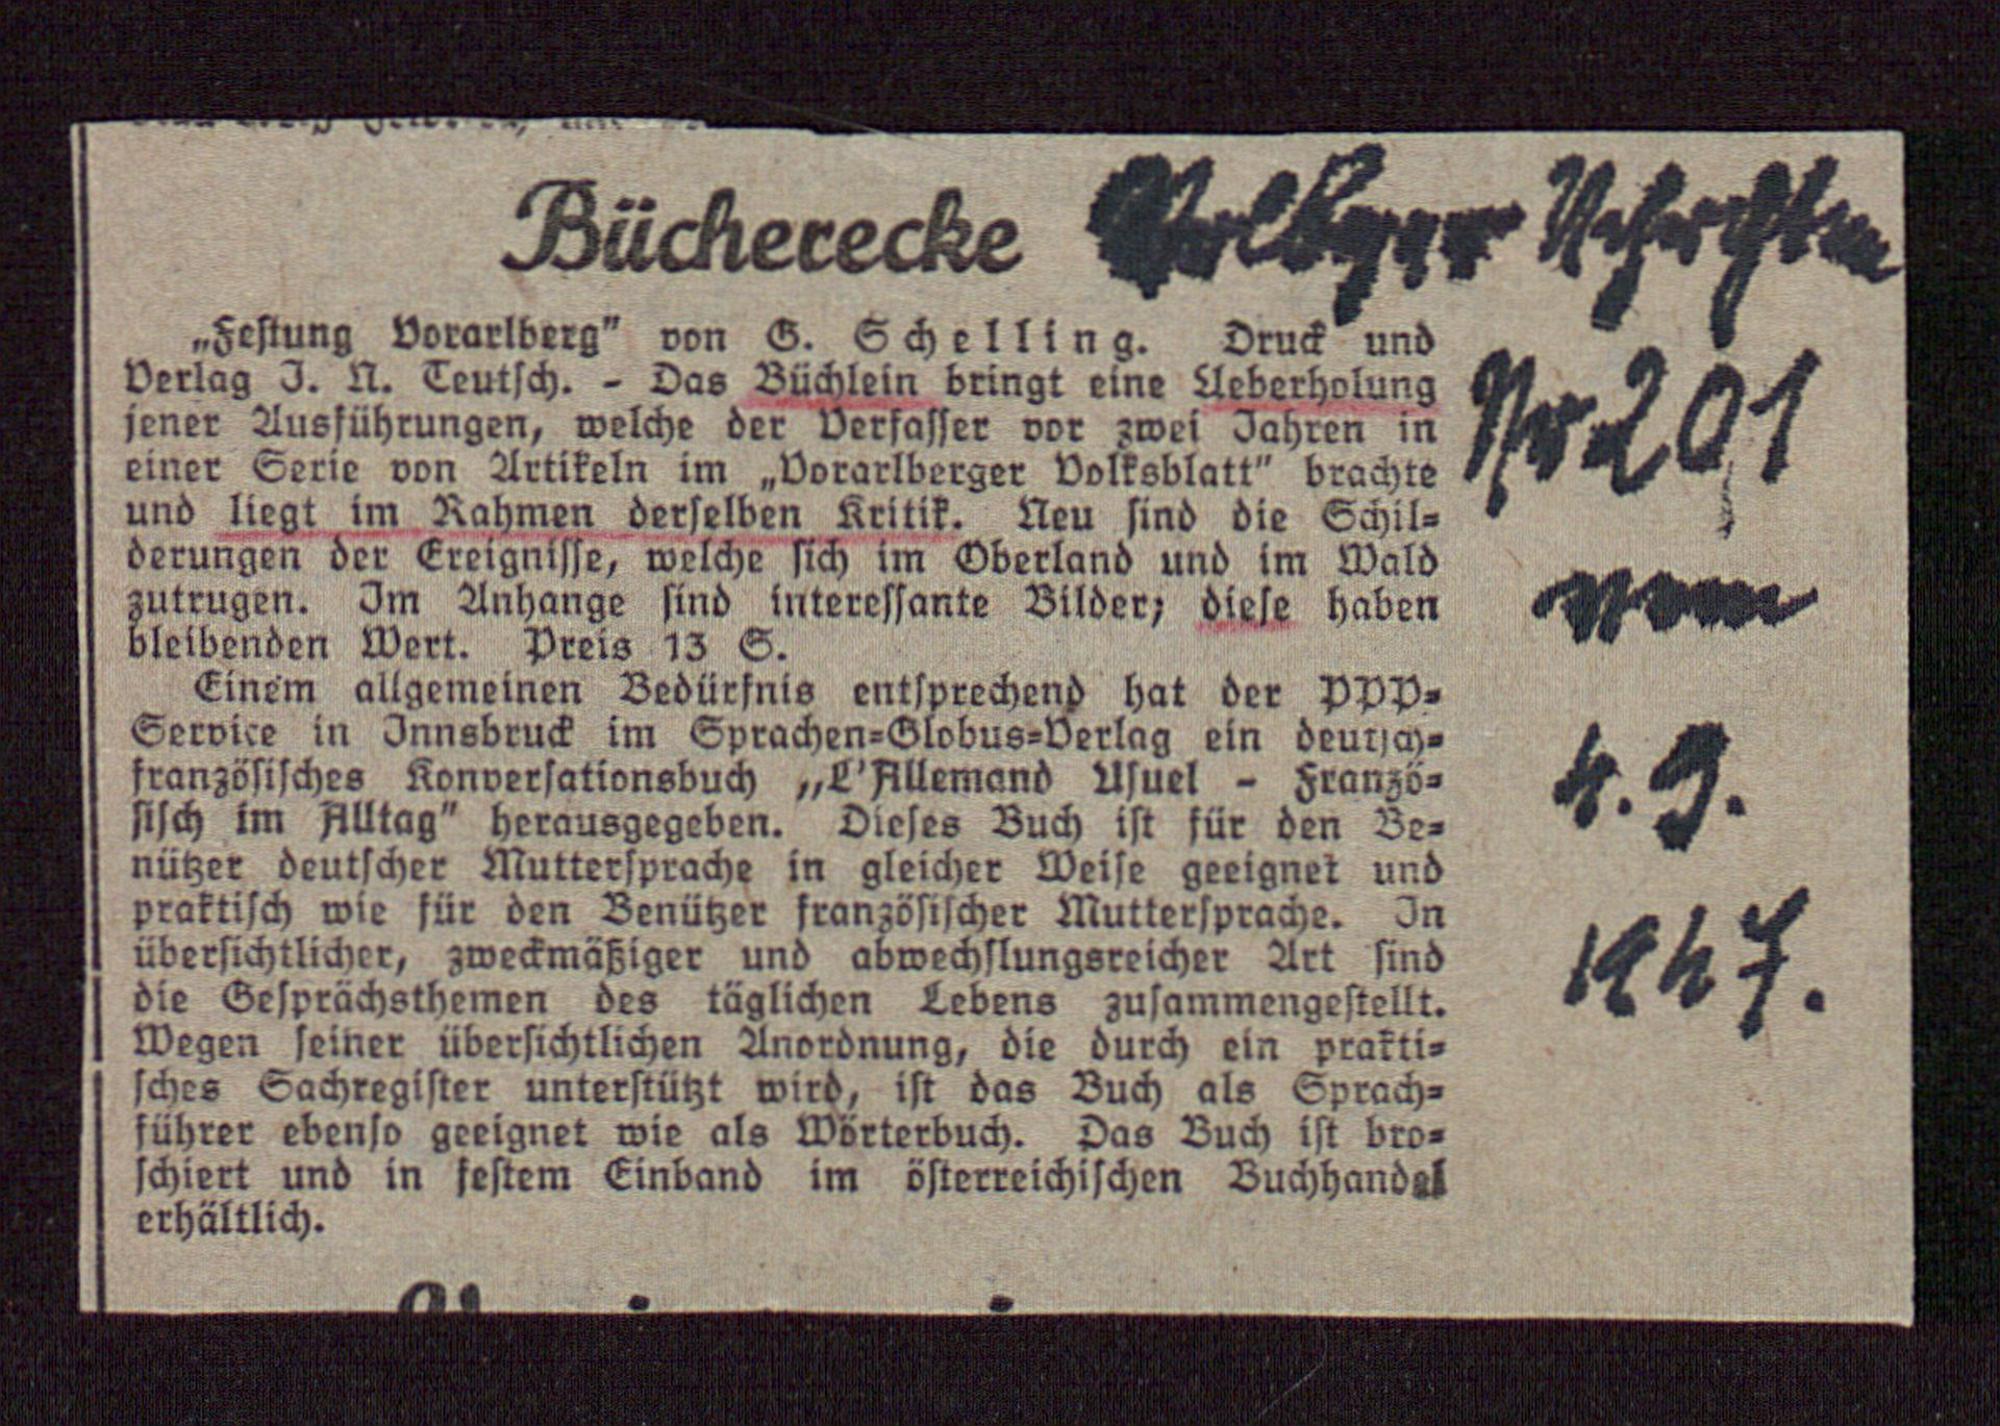 Bücherecke
„Festung Vorarlberg" von G. Schelling. Druck und
Verlag J. N. Teutsch. - Das Büchlein bringt eine Ueberholung
jener Ausführungen, welche der Verfasser vor zwei Jahren in
einer Serie von Artikeln im „Vorarlberger Volksblatt" brachte
und liegt im Rahmen derselben Kritik. Neu sind die Schil=
derungen der Ereignisse, welche sich im Oberland und im Wald
zutrugen. Im Anhange sind interessante Bilder; diese haben
bleibenden Wert. Preis 13 S.
Einem allgemeinen Bedürfnis entsprechend hat der PPP=
Service in Innsbruck im Sprachen=Globus=Verlag ein deutsch=
französisches Konversationsbuch „L'Allemand Usuel - Franzö=
sisch im Alltag" herausgegeben. Dieses Buch ist für den Be=
nützer deutscher Muttersprache in gleicher Weise geeignet und
praktisch wie für den Benützer französischer Muttersprache. In
übersichtlicher, zweckmäßiger und abwechslungsreicher Art sind
die Gesprächsthemen des täglichen Lebens zusammengestellt.
Wegen seiner übersichtlichen Anordnung, die durch ein prakti=
sches Sachregister unterstützt wird, ist das Buch als Sprach=
führer ebenso geeignet wie als Wörterbuch. Das Buch ist bro=
schiert und in festem Einband im österreichischen Buchhandel
erhältlich.
Nr 201
vom
4. 9.
1947.